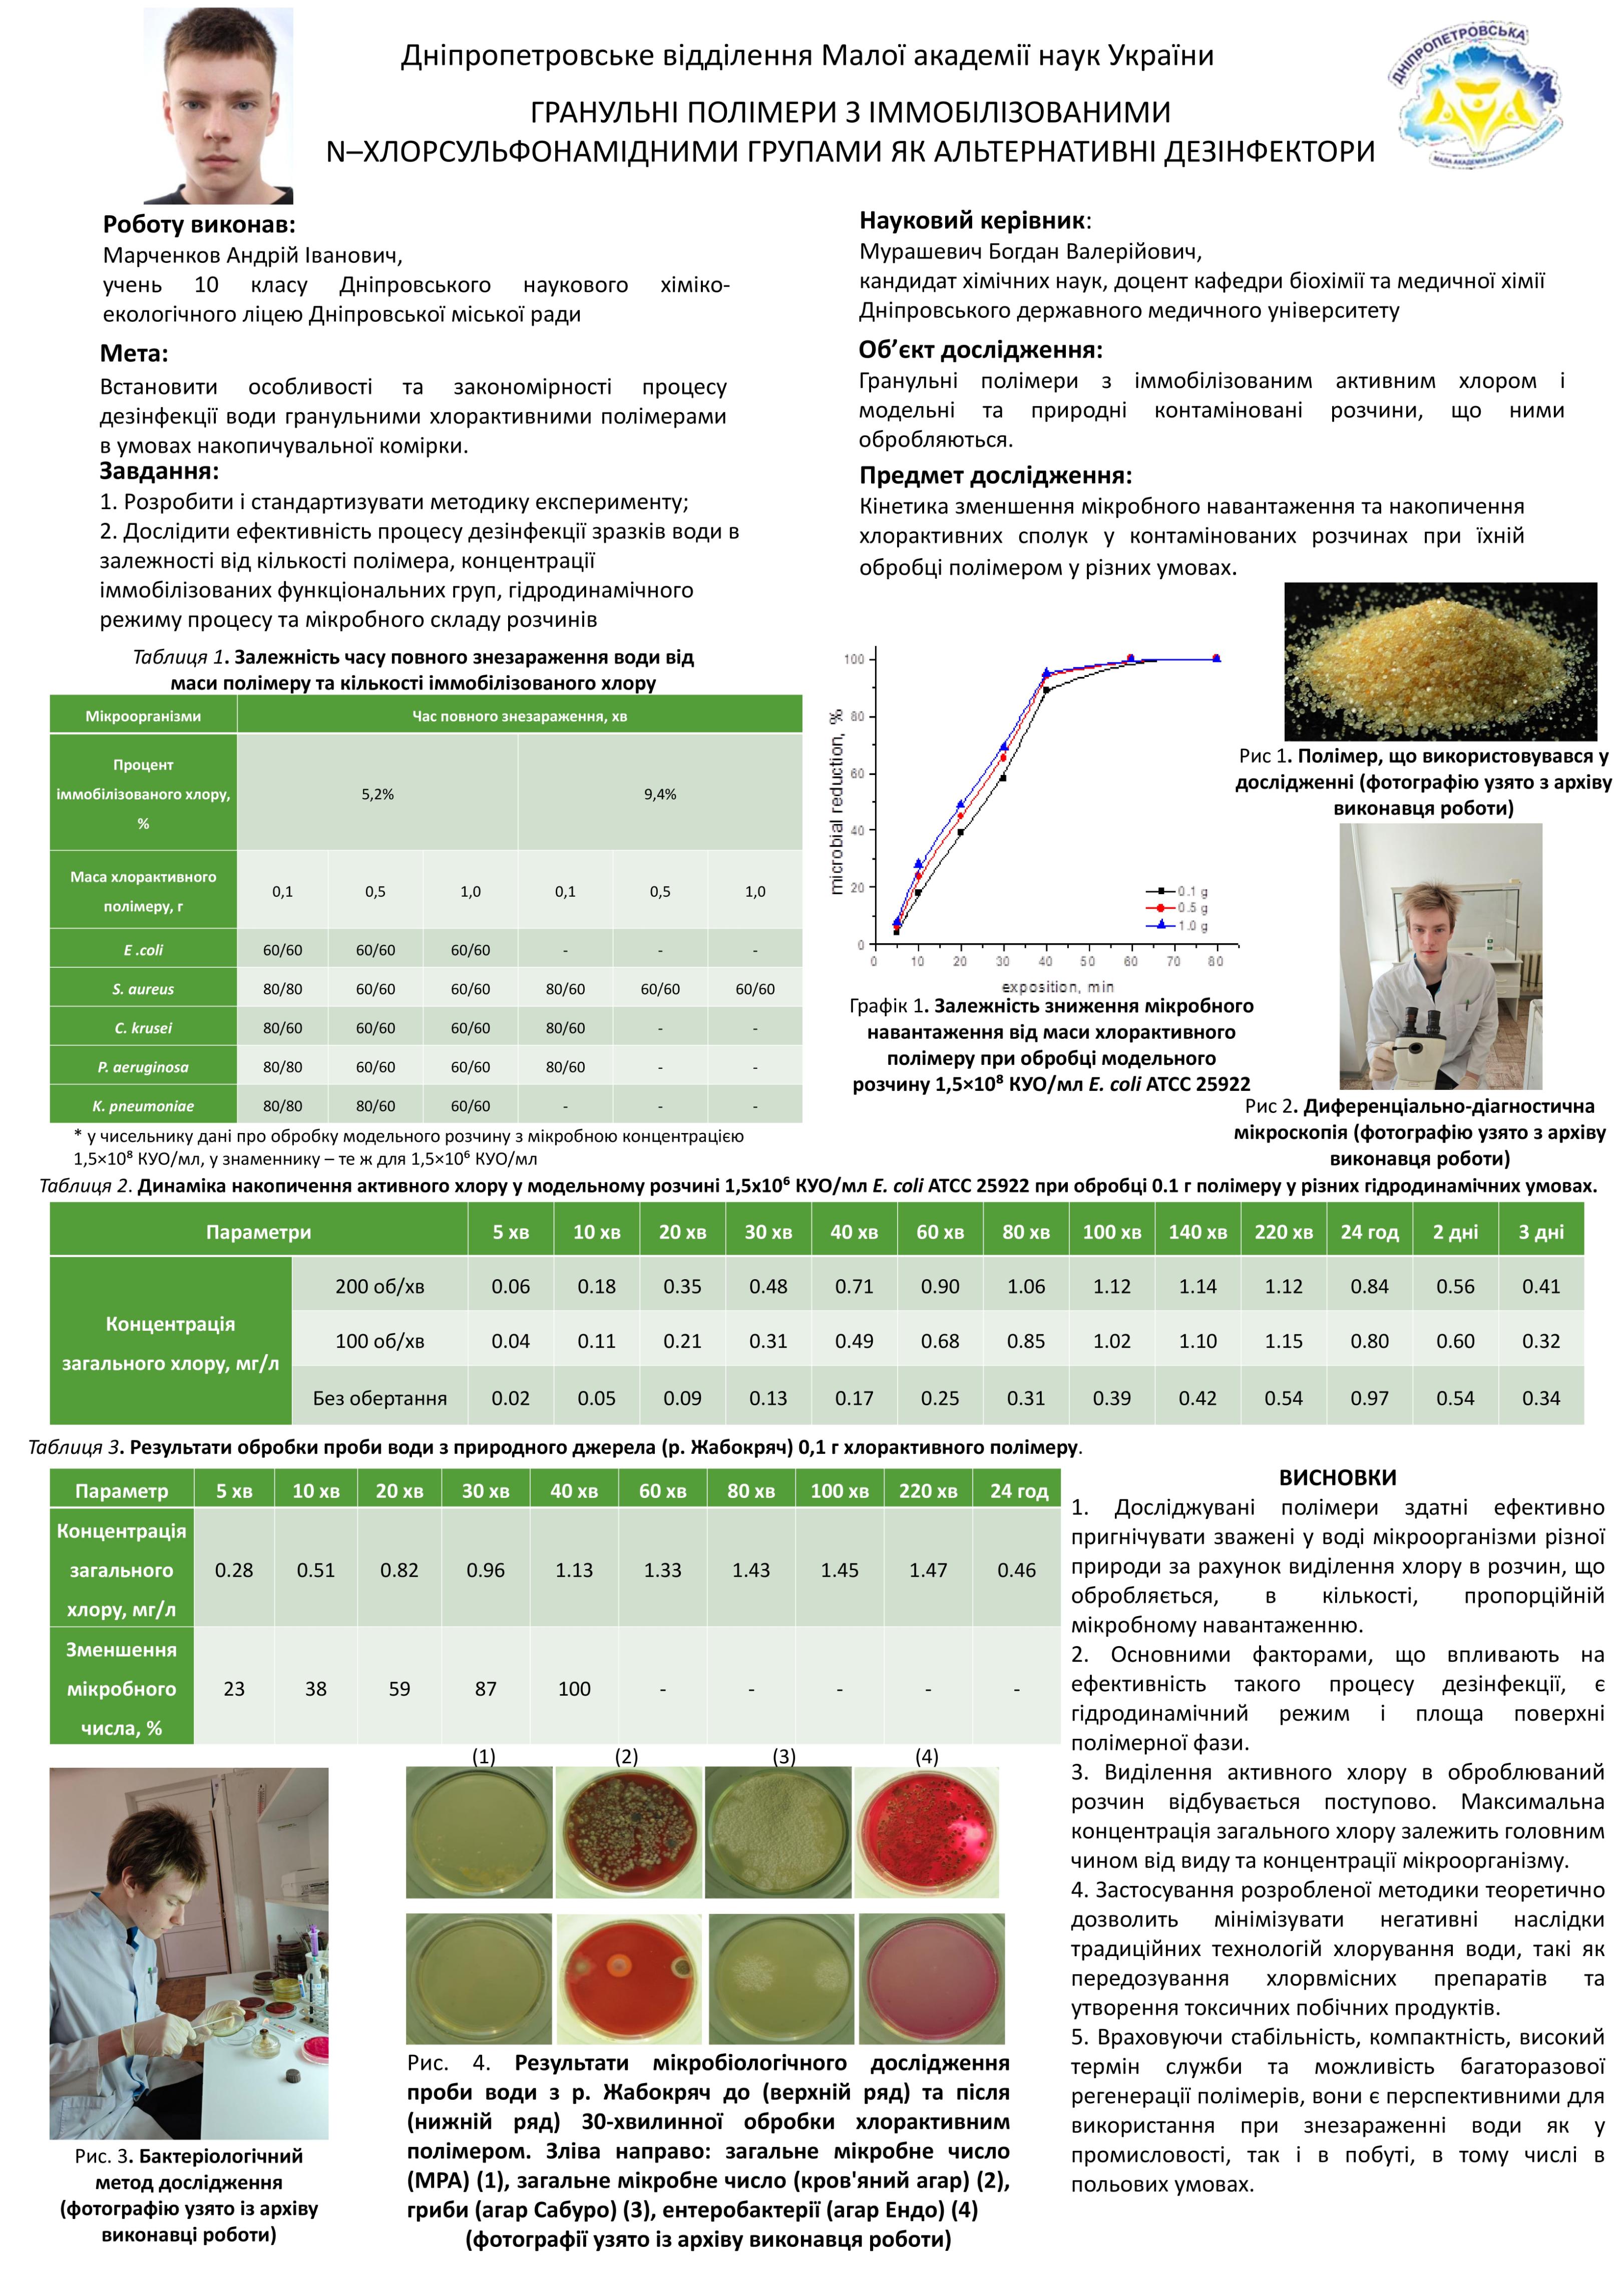 Дніпропетровське відділення Малої академії наук України
ДНІПРОПЕТРОВСЬКА
МАЛА АКАДЕМІЯ НАУК УЧНІВСЬКОЇ МОЛОДІ
ГРАНУЛЬНІ ПОЛІМЕРИ З ІММОБІЛІЗОВАНИМИ
N–ХЛОРСУЛЬФОНАМІДНИМИ ГРУПАМИ ЯК АЛЬТЕРНАТИВНІ ДЕЗІНФЕКТОРИ
Роботу виконав:
Марченков Андрій Іванович,
учень 10 класу Дніпровського наукового хіміко-
екологічного ліцею Дніпровської міської ради
Мета:
Встановити особливості та закономірності процесу
дезінфекції води гранульними хлорактивними полімерами
в умовах накопичувальної комірки.
Завдання:
1. Розробити і стандартизувати методику експерименту;
2. Дослідити ефективність процесу дезінфекції зразків води в
залежності від кількості полімера, концентрації
іммобілізованих функціональних груп, гідродинамічного
режиму процесу та мікробного складу розчинів
Науковий керівник:
Мурашевич Богдан Валерійович,
кандидат хімічних наук, доцент кафедри біохімії та медичної хімії
Дніпровського державного медичного університету
Об’єкт дослідження:
Гранульні полімери з іммобілізованим активним хлором і
модельні та природні контаміновані розчини, що ними
обробляються.
Предмет дослідження:
Кінетика зменшення мікробного навантаження та накопичення
хлорактивних сполук у контамінованих розчинах при їхній
обробці полімером у різних умовах.
Таблиця 1. Залежність часу повного знезараження води від
маси полімеру та кількості іммобілізованого хлору
Мікроорганізми Час повного знезараження, хв
Процент
іммобілізованого хлору,
%
5,2% 9,4%
Маса хлорактивного
полімеру, г
0,1 0,5 1,0 0,1 0,5 1,0
E .coli 60/60 60/60 60/60 - - -
S. aureus 80/80 60/60 60/60 80/60 60/60 60/60
C. krusei 80/60 60/60 60/60 80/60 - -
P. aeruginosa 80/80 60/60 60/60 80/60 - -
K. pneumoniae 80/80 80/60 60/60 - - -
* у чисельнику дані про обробку модельного розчину з мікробною концентрацією
1,5×10⁸ КУО/мл, у знаменнику – те ж для 1,5×10⁶ КУО/мл
microbial reduction, %
100
80
60
40
20
0
0 10 20 30 40 50 60 70 80
exposition, min
0.1 g
0.5 g
1.0 g
Графік 1. Залежність зниження мікробного
навантаження від маси хлорактивного
полімеру при обробці модельного
розчину 1,5×10⁸ КУО/мл E. coli ATCC 25922
Рис 1. Полімер, що використовувався у
дослідженні (фотографію узято з архіву
виконавця роботи)
Рис 2. Диференціально-діагностична
мікроскопія (фотографію узято з архіву
виконавця роботи)
Таблиця 2. Динаміка накопичення активного хлору у модельному розчині 1,5x10⁶ КУО/мл E. coli ATCC 25922 при обробці 0.1 г полімеру у різних гідродинамічних умовах.
Параметри 5 хв 10 хв 20 хв 30 хв 40 хв 60 хв 80 хв 100 хв 140 хв 220 хв 24 год 2 дні 3 дні
Концентрація
загального хлору, мг/л
200 об/хв 0.06 0.18 0.35 0.48 0.71 0.90 1.06 1.12 1.14 1.12 0.84 0.56 0.41
100 об/хв 0.04 0.11 0.21 0.31 0.49 0.68 0.85 1.02 1.10 1.15 0.80 0.60 0.32
Без обертання 0.02 0.05 0.09 0.13 0.17 0.25 0.31 0.39 0.42 0.54 0.97 0.54 0.34
Таблиця 3. Результати обробки проби води з природного джерела (р. Жабокряч) 0,1 г хлорактивного полімеру.
Параметр 5 хв 10 хв 20 хв 30 хв 40 хв 60 хв 80 хв 100 хв 220 хв 24 год
Концентрація
загального
хлору, мг/л
0.28 0.51 0.82 0.96 1.13 1.33 1.43 1.45 1.47 0.46
Зменшення
мікробного
числа, %
23 38 59 87 100 - - - - -
Рис. 3. Бактеріологічний
метод дослідження
(фотографію узято із архіву
виконавці роботи)
(1) (2) (3) (4)
Рис. 4. Результати мікробіологічного дослідження
проби води з р. Жабокряч до (верхній ряд) та після
(нижній ряд) 30-хвилинної обробки хлорактивним
полімером. Зліва направо: загальне мікробне число
(МРА) (1), загальне мікробне число (кров'яний агар) (2),
гриби (агар Сабуро) (3), ентеробактерії (агар Ендо) (4)
(фотографії узято із архіву виконавця роботи)
ВИСНОВКИ
1. Досліджувані полімери здатні ефективно
пригнічувати зважені у воді мікроорганізми різної
природи за рахунок виділення хлору в розчин, що
обробляється, в кількості, пропорційній
мікробному навантаженню.
2. Основними факторами, що впливають на
ефективність такого процесу дезінфекції, є
гідродинамічний режим і площа поверхні
полімерної фази.
3. Виділення активного хлору в оброблюваний
розчин відбувається поступово. Максимальна
концентрація загального хлору залежить головним
чином від виду та концентрації мікроорганізму.
4. Застосування розробленої методики теоретично
дозволить мінімізувати негативні наслідки
традиційних технологій хлорування води, такі як
передозування хлорвмісних препаратів та
утворення токсичних побічних продуктів.
5. Враховуючи стабільність, компактність, високий
термін служби та можливість багаторазової
регенерації полімерів, вони є перспективними для
використання при знезараженні води як у
промисловості, так і в побуті, в тому числі в
польових умовах.